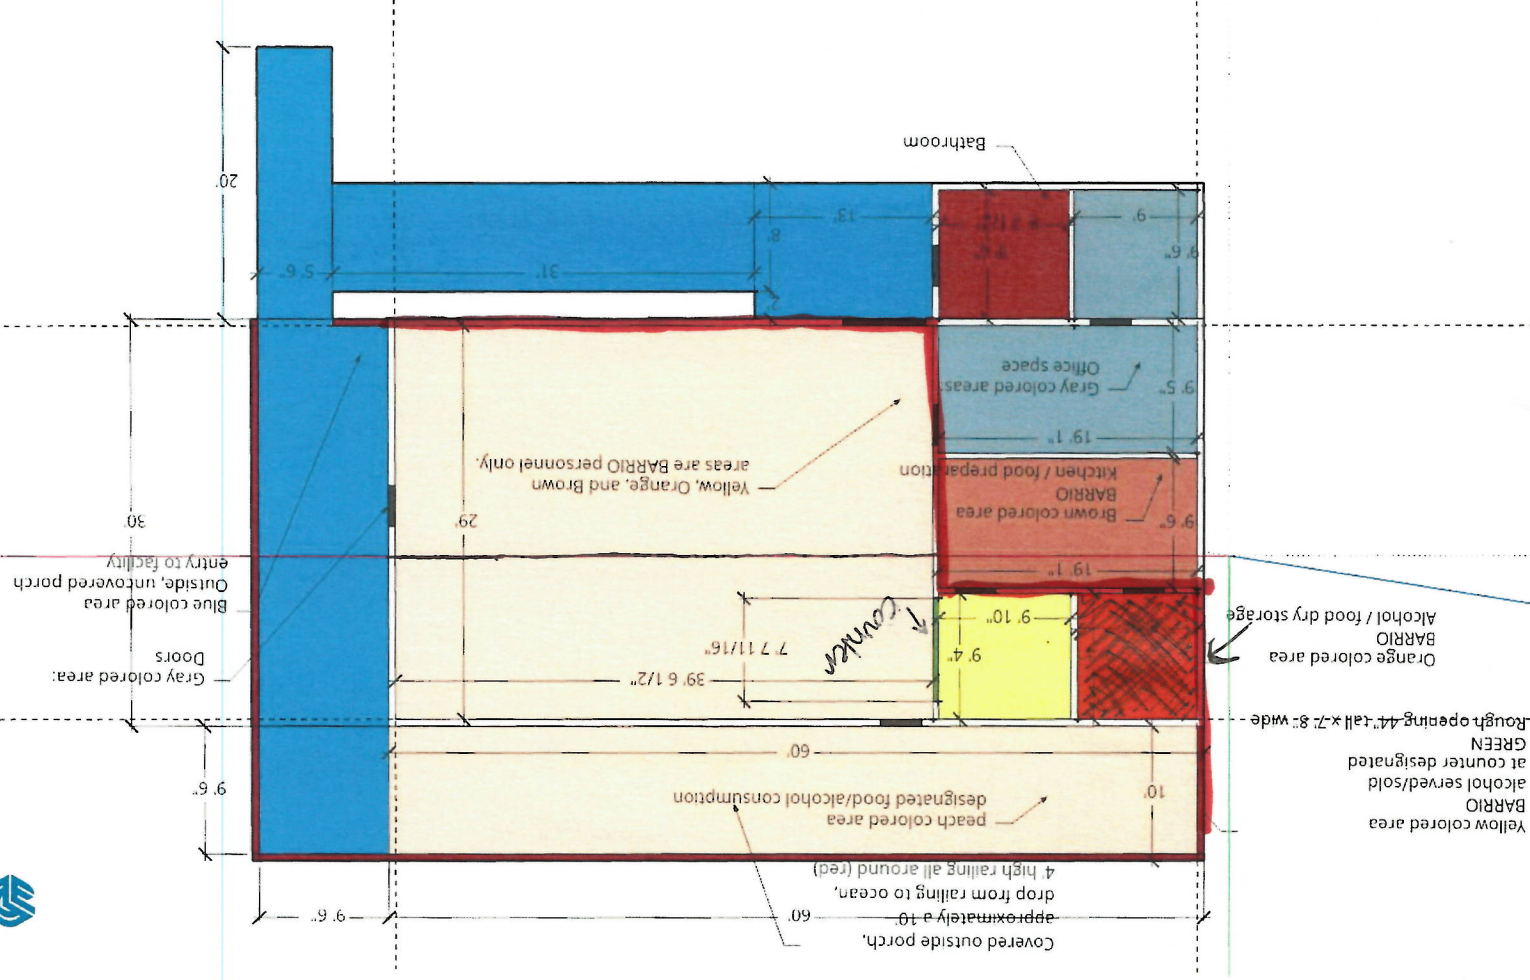 Covered outside porch,
approximately a 10'
drop from railing to ocean,
4' high railing all around (red)
60'
9' 6"
Yellow colored area
BARRIO
alcohol served/sold
at counter designated
GREEN
Rough opening 44" tall x 7'-8" wide
peach colored area
designated food/alcohol consumption
10'
60'
9' 6"
Orange colored area
BARRIO
Alcohol / food dry storage
9' 4"
9' 10"
counter
39' 6 1/2"
7' 7 11/16"
Gray colored area:
Doors
Blue colored area
Outside, uncovered porch
entry to facility
19' 1"
9' 6"
Brown colored area
BARRIO
Kitchen / food preparation
29'
30'
Yellow, Orange, and Brown
areas are BARRIO personnel only.
19' 1"
9' 5"
Gray colored areas:
Office space
2'
31'
5' 6"
9' 6"
9'
8'
13'
20'
Bathroom